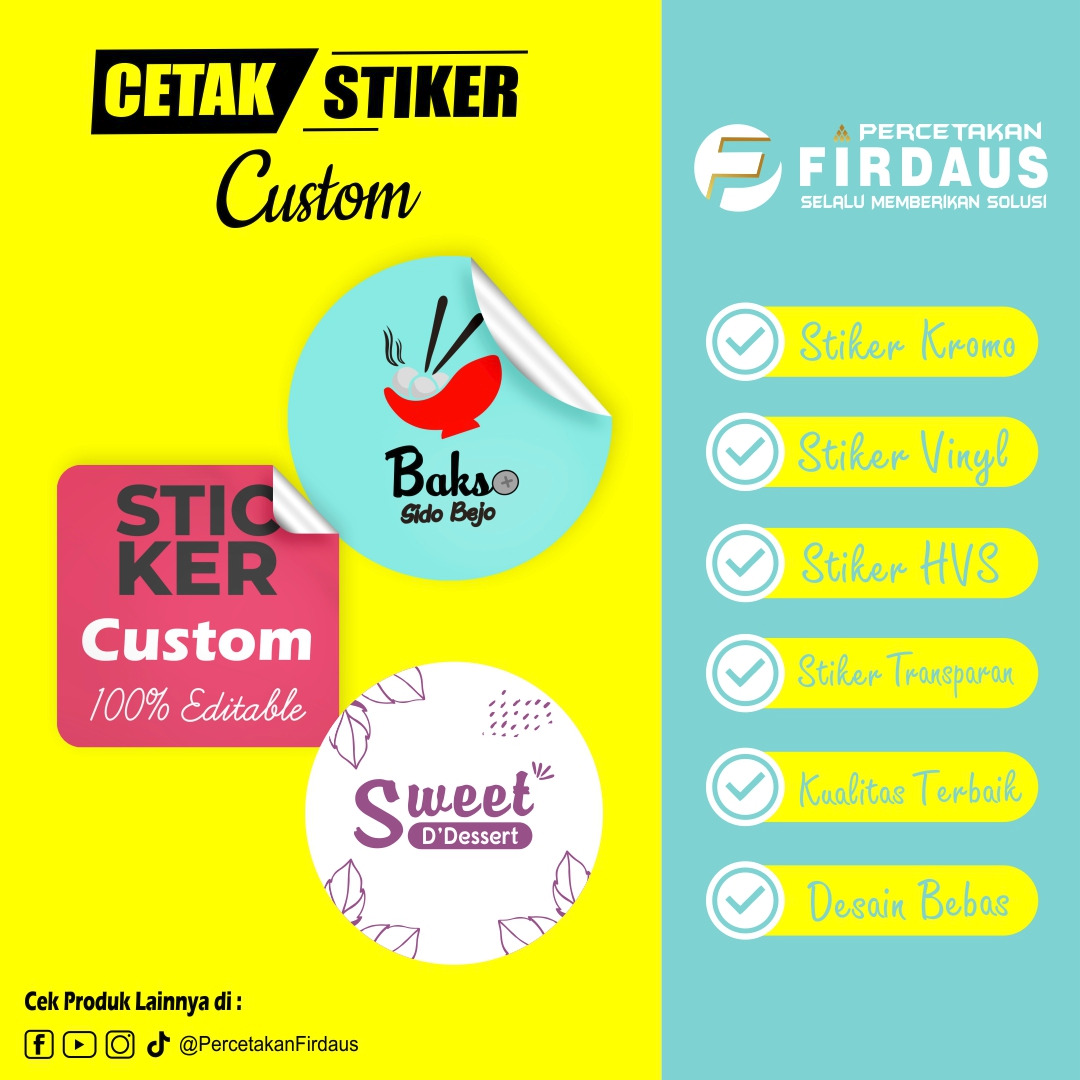 CETAK STIKER
Custom
PERCETAKAN
FIRDAUS
SELALU MEMBERIKAN SOLUSI
Bakso
Sido Bejo
STIC
KER
Custom
100% Editable
Sweet
D'Dessert
Stiker Kromo
Stiker Vinyl
Stiker HVS
Stiker Transparan
Kualitas Terbaik
Desain Bebas
Cek Produk Lainnya di :
@PercetakanFirdaus